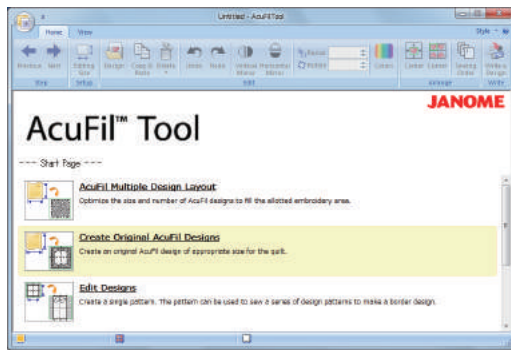 Untitled - AcuFilTool
Home View Style
Previous Next Editing Size Design Copy & Paste Delete Undo Redo Vertical Mirror Horizontal Mirror Rotate Colors Center Corner Sewing Order Write a Design
Step Setup Edit Arrange Write
JANOME
AcuFil™ Tool
--- Start Page ---
AcuFil Multiple Design Layout
Optimize the size and number of AcuFil designs to fill the allotted embroidery area.
Create Original AcuFil Designs
Create an original AcuFil design of appropriate size for the quilt.
Edit Designs
Create a single pattern. The pattern can be used to sew a series of design patterns to make a border design.